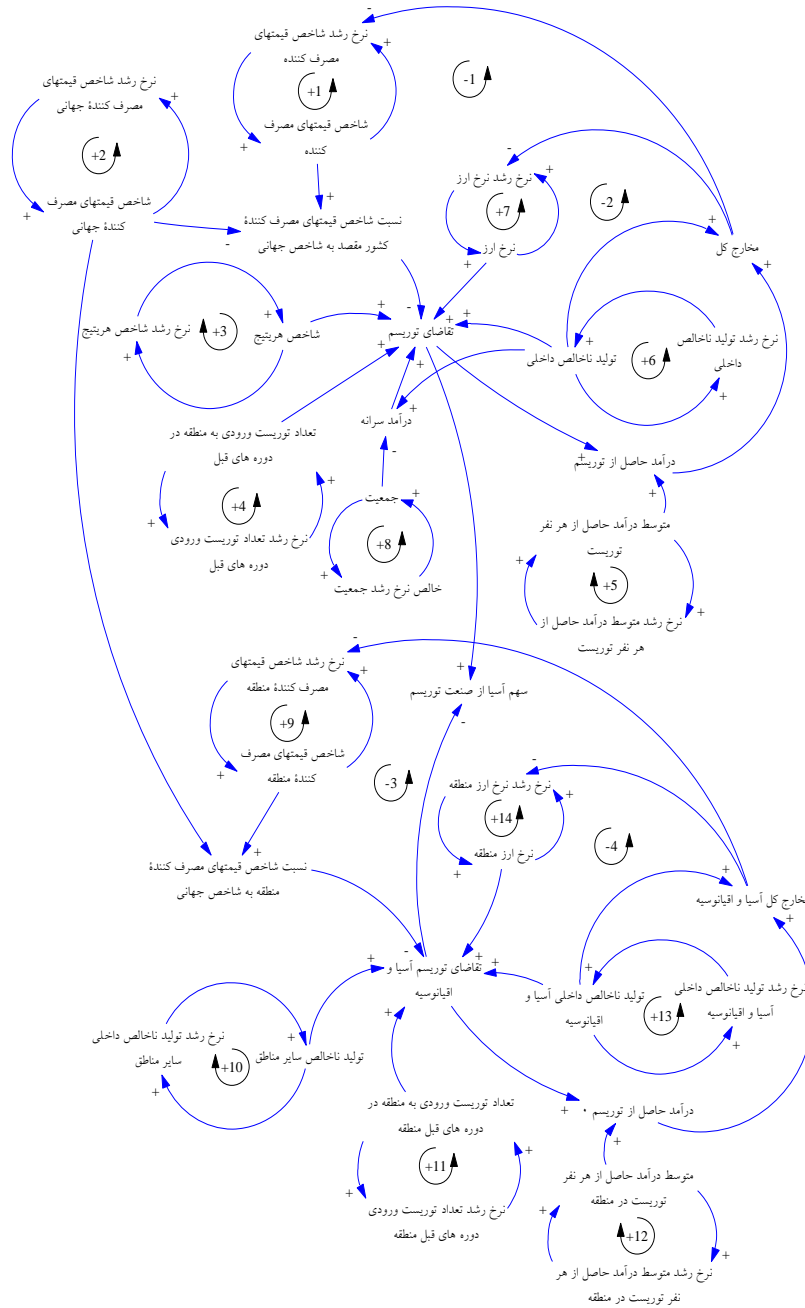 نرخ رشد شاخص قیمتهای
مصرف کننده
+1
شاخص قیمتهای مصرف
کننده
-1
نرخ رشد شاخص قیمتهای
مصرف کنندۀ جهانی
+2
شاخص قیمتهای مصرف
کنندۀ جهانی
نسبت شاخص قیمتهای مصرف کنندۀ
کشور مقصد به شاخص جهانی
نرخ رشد نرخ ارز
+7
نرخ ارز
-2
مخارج کل
نرخ رشد شاخص هریتیج
+3
شاخص هریتیج
تقاضای توریسم
تولید ناخالص داخلی
+6
نرخ رشد تولید ناخالص
داخلی
درآمد سرانه
تعداد توریست ورودی به منطقه در
دوره های قبل
+4
نرخ رشد تعداد توریست ورودی
دوره های قبل
جمعیت
+8
خالص نرخ رشد جمعیت
درآمد حاصل از توریسم
متوسط درآمد حاصل از هر نفر
توریست
+5
نرخ رشد متوسط درآمد حاصل از
هر نفر توریست
نرخ رشد شاخص قیمتهای
مصرف کنندۀ منطقه
+9
شاخص قیمتهای مصرف
کنندۀ منطقه
سهم آسیا از صنعت توریسم
-3
نرخ رشد نرخ ارز منطقه
+14
نرخ ارز منطقه
-4
نسبت شاخص قیمتهای مصرف کنندۀ
منطقه به شاخص جهانی
مخارج کل آسیا و اقیانوسیه
تقاضای توریسم آسیا و
اقیانوسیه
تولید ناخالص داخلی آسیا و
اقیانوسیه
+13
نرخ رشد تولید ناخالص داخلی
آسیا و اقیانوسیه
نرخ رشد تولید ناخالص داخلی
سایر مناطق
+10
تولید ناخالص سایر مناطق
تعداد توریست ورودی به منطقه در
دوره های قبل منطقه
+11
نرخ رشد تعداد توریست ورودی
دوره های قبل منطقه
درآمد حاصل از توریسم ۰
متوسط درآمد حاصل از هر نفر
توریست در منطقه
+12
نرخ رشد متوسط درآمد حاصل از هر
نفر توریست در منطقه